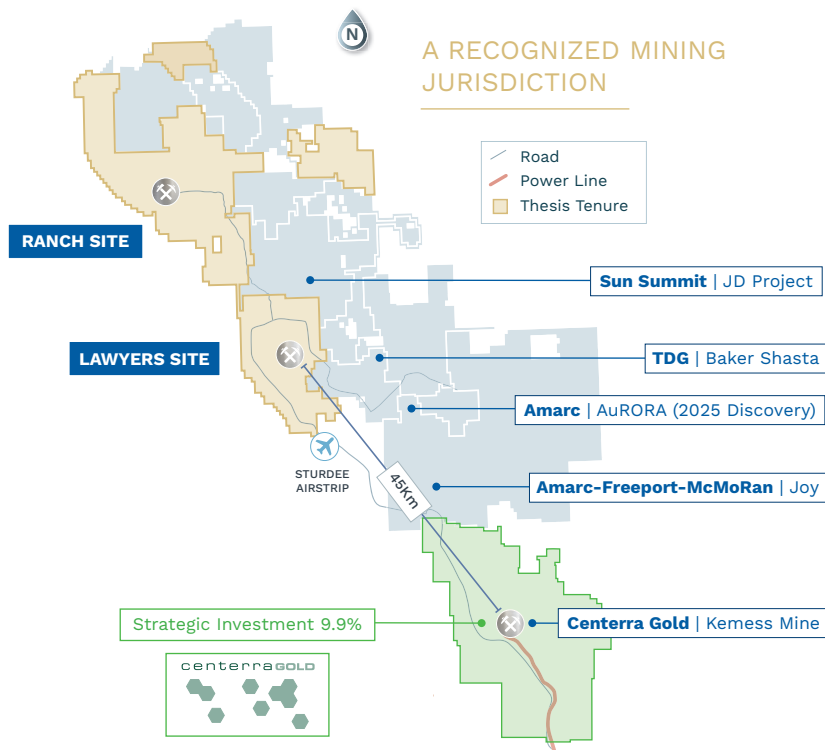 N
A RECOGNIZED MINING
JURISDICTION
Road
Power Line
Thesis Tenure
RANCH SITE
Sun Summit | JD Project
LAWYERS SITE
TDG | Baker Shasta
Amarc | AuRORA (2025 Discovery)
STURDEE
AIRSTRIP
45Km
Amarc-Freeport-McMoRan | Joy
Strategic Investment 9.9%
Centerra Gold | Kemess Mine
centerraGOLD